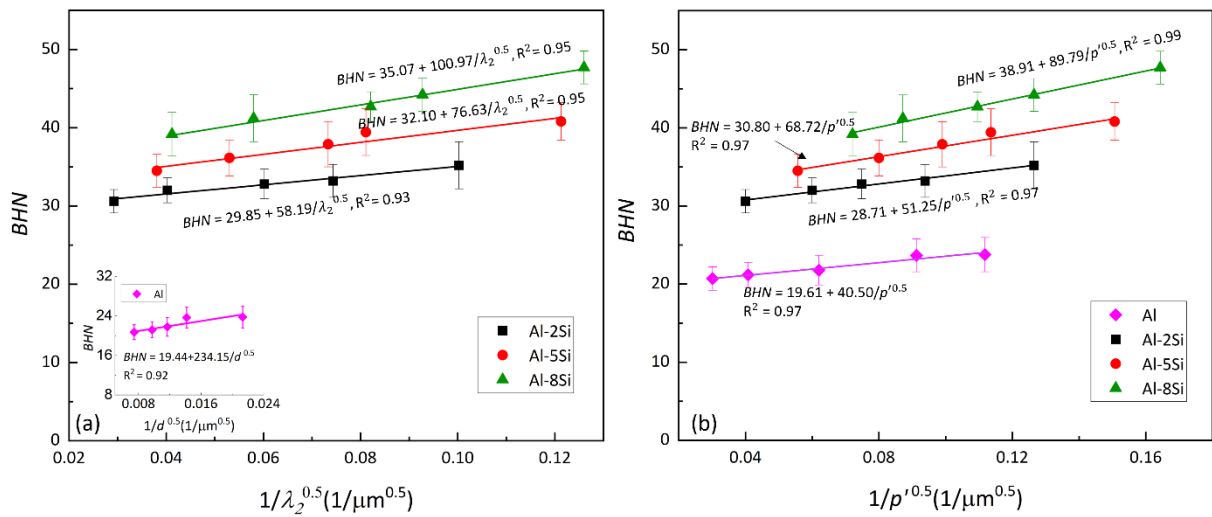 50
40
30
20
10
0
BHN
BHN = 35.07 + 100.97/λ₂^0.5, R² = 0.95
BHN = 32.10 + 76.63/λ₂^0.5, R² = 0.95
BHN = 29.85 + 58.19/λ₂^0.5, R² = 0.93
32
24
16
8
BHN
Al
BHN = 19.44+234.15/d^0.5
R² = 0.92
0.008 0.016 0.024
1/d^0.5(1/μm^0.5)
Al-2Si
Al-5Si
Al-8Si
(a)
0.02 0.04 0.06 0.08 0.10 0.12
1/λ₂^0.5(1/μm^0.5)
50
40
30
20
10
0
BHN
BHN = 38.91 + 89.79/p'^0.5, R² = 0.99
BHN = 30.80 + 68.72/p'^0.5
R² = 0.97
BHN = 28.71 + 51.25/p'^0.5, R² = 0.97
BHN = 19.61 + 40.50/p'^0.5
R² = 0.97
Al
Al-2Si
Al-5Si
Al-8Si
(b)
0.04 0.08 0.12 0.16
1/p'^0.5(1/μm^0.5)